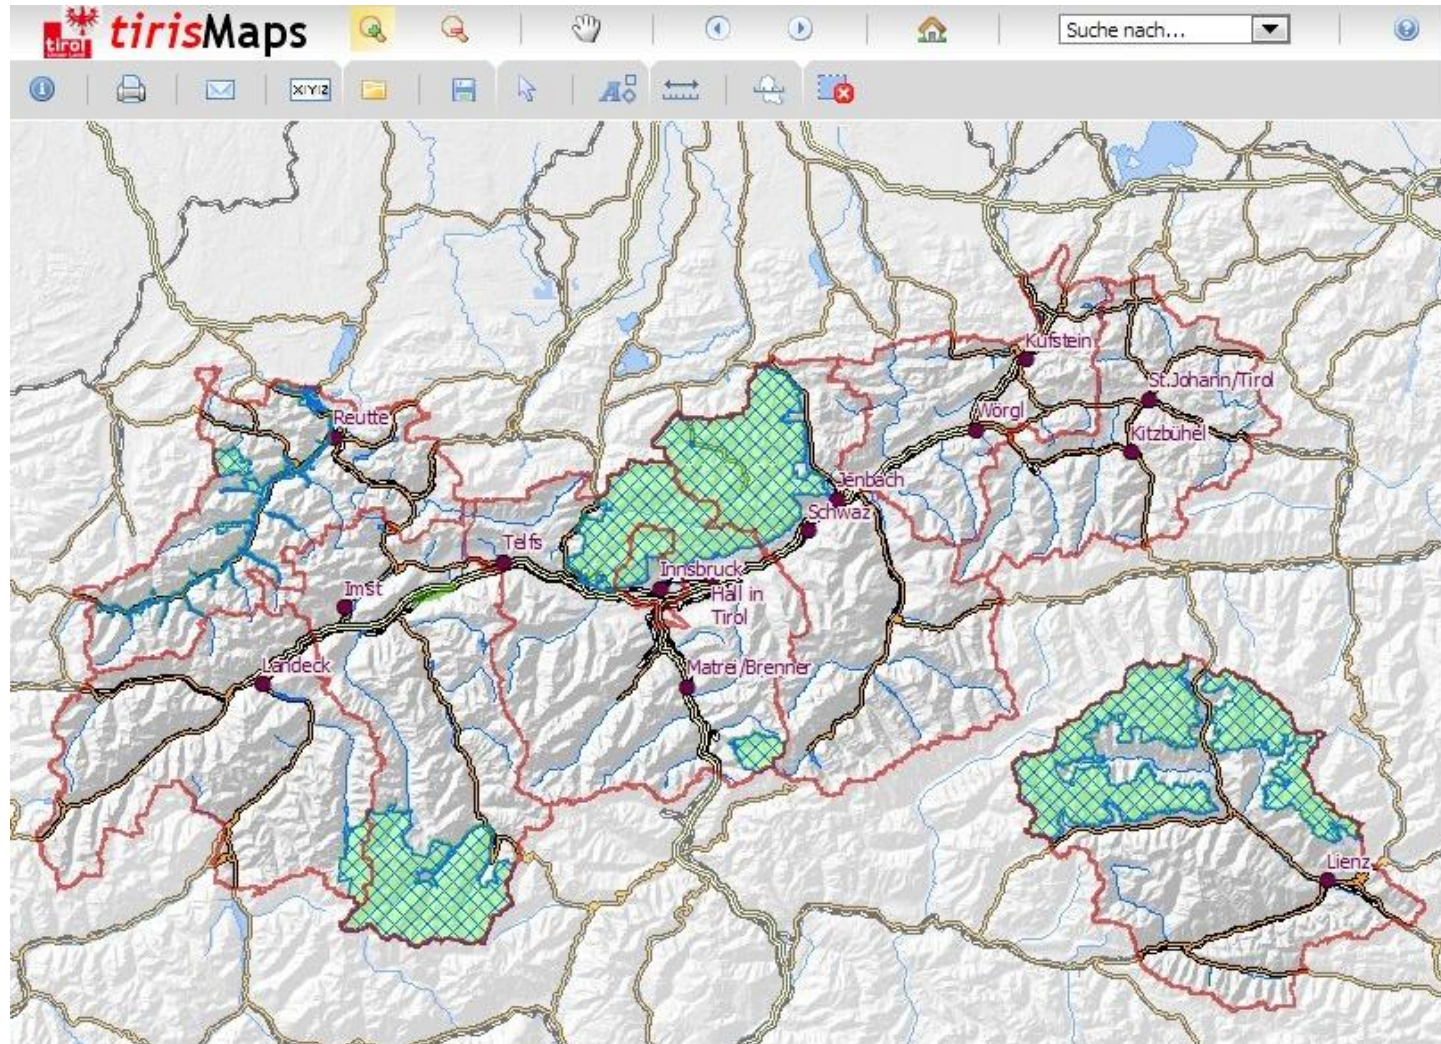 tirol
tirisMaps
Suche nach...
XIYIZ
Kufstein
St.Johann/Tirol
Reutte
Wörgl
Kitzbühel
Jenbach
Schwaz
Telfs
Innsbruck
Imst
Hall in
Tirol
Landeck
Matrei/Brenner
Lienz